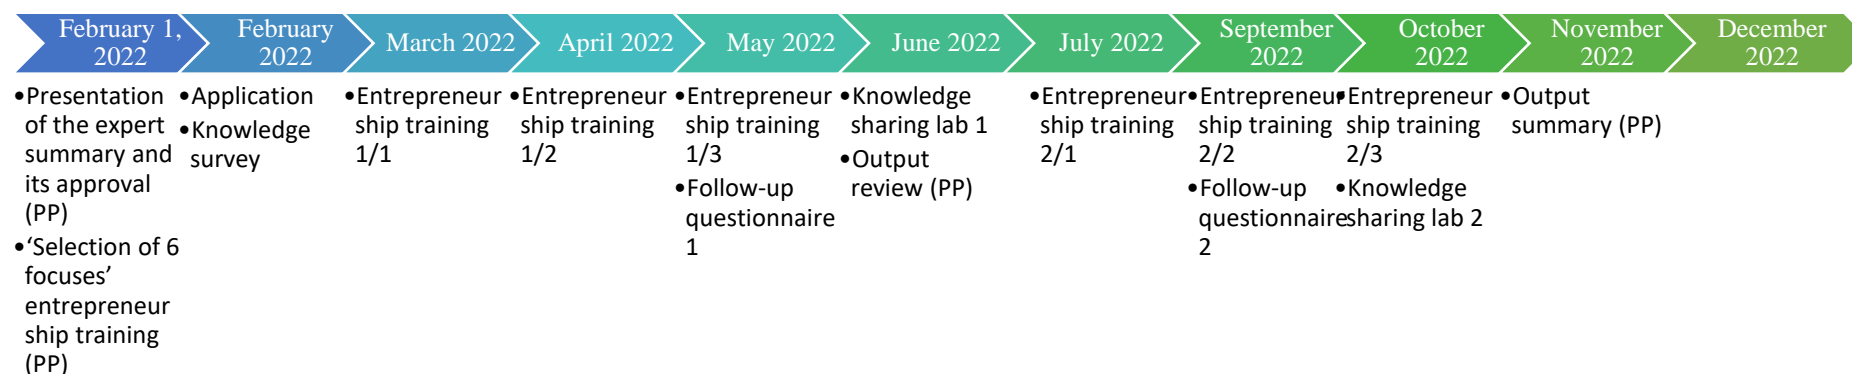 February 1,
2022
February
2022
March 2022
April 2022
May 2022
June 2022
July 2022
September
2022
October
2022
November
2022
December
2022
•Presentation
of the expert
summary and
its approval
(PP)
•‘Selection of 6
focuses’
entrepreneur
ship training
(PP)
•Application
•Knowledge
survey
•Entrepreneur
ship training
1/1
•Entrepreneur
ship training
1/2
•Entrepreneur
ship training
1/3
•Follow-up
questionnaire
1
•Knowledge
sharing lab 1
•Output
review (PP)
•Entrepreneur
ship training
2/1
•Entrepreneur
ship training
2/2
•Follow-up
questionnaire
2
•Entrepreneur
ship training
2/3
•Knowledge
sharing lab 2
•Output
summary (PP)